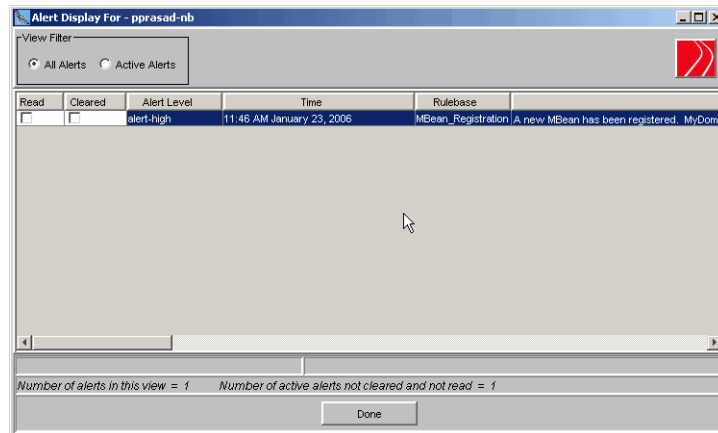 Alert Display For - pprasad-nb
View Filter
All Alerts Active Alerts
Read Cleared Alert Level Time Rulebase
alert-high 11:46 AM January 23, 2006 MBean_Registration A new MBean has been registered. MyDom
Number of alerts in this view = 1 Number of active alerts not cleared and not read = 1
Done